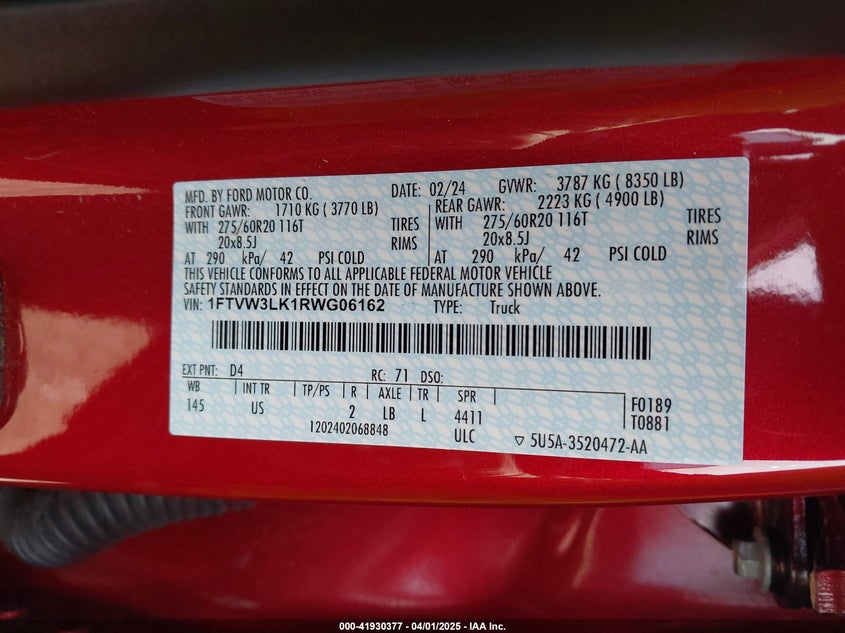 MFD. BY FORD MOTOR CO. DATE: 02/24 GVWR: 3787 KG ( 8350 LB)
FRONT GAWR: 1710 KG ( 3770 LB) REAR GAWR: 2223 KG ( 4900 LB)
WITH 275/60R20 116T TIRES WITH 275/60R20 116T TIRES
20x8.5J RIMS 20x8.5J RIMS
AT 290 kPa/ 42 PSI COLD AT 290 kPa/ 42 PSI COLD
THIS VEHICLE CONFORMS TO ALL APPLICABLE FEDERAL MOTOR VEHICLE
SAFETY STANDARDS IN EFFECT ON THE DATE OF MANUFACTURE SHOWN ABOVE.
VIN: 1FTVW3LK1RWG06162 TYPE: Truck
EXT PNT: D4 RC: 71 DSO:
WB INT TR TP/PS R AXLE TR SPR F0189
145 US 2 LB L 4411 T0881
1202402068848 ULC ▽ 5U5A-3520472-AA
000-41930377 - 04/01/2025 - IAA Inc.